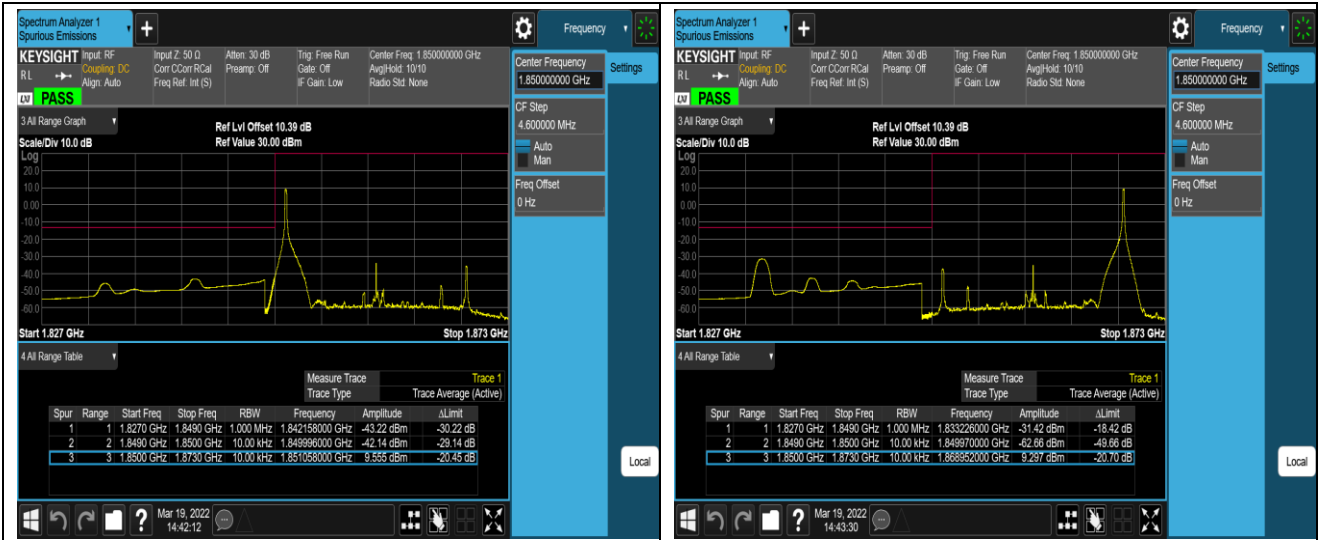 Spectrum Analyzer 1
Spurious Emissions
+
Frequency
KEYSIGHT Input: RF Input Z: 50 Ω Atten: 30 dB Trig: Free Run Center Freq: 1.850000000 GHz
RL Coupling: DC Corr CCorr RCal Preamp: Off Gate: Off Avg|Hold: 10/10
Align: Auto Freq Ref: Int (S) IF Gain: Low Radio Std: None
LXI PASS
Center Frequency
1.850000000 GHz
Settings
CF Step
4.600000 MHz
Auto
Man
Freq Offset
0 Hz
3 All Range Graph
Ref Lvl Offset 10.39 dB
Scale/Div 10.0 dB Ref Value 30.00 dBm
Log
20.0
10.0
0.00
-10.0
-20.0
-30.0
-40.0
-50.0
-60.0
Start 1.827 GHz Stop 1.873 GHz
4 All Range Table
Measure Trace Trace 1
Trace Type Trace Average (Active)
Spur Range Start Freq Stop Freq RBW Frequency Amplitude ΔLimit
1 1 1.8270 GHz 1.8490 GHz 1.000 MHz 1.842158000 GHz -43.22 dBm -30.22 dB
2 2 1.8490 GHz 1.8500 GHz 10.00 kHz 1.849996000 GHz -42.14 dBm -29.14 dB
3 3 1.8500 GHz 1.8730 GHz 10.00 kHz 1.851058000 GHz 9.555 dBm -20.45 dB
Local
?
Mar 19, 2022
14:42:12
Spectrum Analyzer 1
Spurious Emissions
+
Frequency
KEYSIGHT Input: RF Input Z: 50 Ω Atten: 30 dB Trig: Free Run Center Freq: 1.850000000 GHz
RL Coupling: DC Corr CCorr RCal Preamp: Off Gate: Off Avg|Hold: 10/10
Align: Auto Freq Ref: Int (S) IF Gain: Low Radio Std: None
LXI PASS
Center Frequency
1.850000000 GHz
Settings
CF Step
4.600000 MHz
Auto
Man
Freq Offset
0 Hz
3 All Range Graph
Ref Lvl Offset 10.39 dB
Scale/Div 10.0 dB Ref Value 30.00 dBm
Log
20.0
10.0
0.00
-10.0
-20.0
-30.0
-40.0
-50.0
-60.0
Start 1.827 GHz Stop 1.873 GHz
4 All Range Table
Measure Trace Trace 1
Trace Type Trace Average (Active)
Spur Range Start Freq Stop Freq RBW Frequency Amplitude ΔLimit
1 1 1.8270 GHz 1.8490 GHz 1.000 MHz 1.833226000 GHz -31.42 dBm -18.42 dB
2 2 1.8490 GHz 1.8500 GHz 10.00 kHz 1.849970000 GHz -62.66 dBm -49.66 dB
3 3 1.8500 GHz 1.8730 GHz 10.00 kHz 1.868952000 GHz 9.297 dBm -20.70 dB
Local
?
Mar 19, 2022
14:43:30